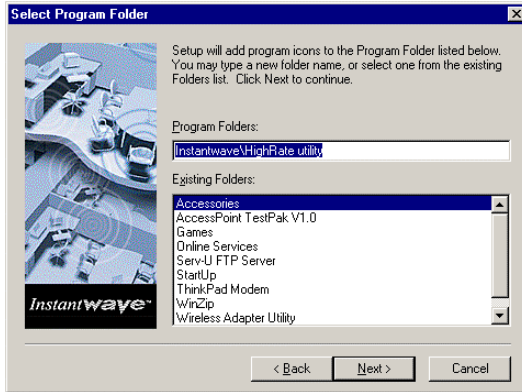 Select Program Folder
Setup will add program icons to the Program Folder listed below.
You may type a new folder name, or select one from the existing
Folders list. Click Next to continue.
Program Folders:
Instantwave\HighRate utility
Existing Folders:
Accessories
AccessPoint TestPak V1.0
Games
Online Services
Serv-U FTP Server
StartUp
ThinkPad Modem
WinZip
Wireless Adapter Utility
Instantwave™
< Back
Next >
Cancel